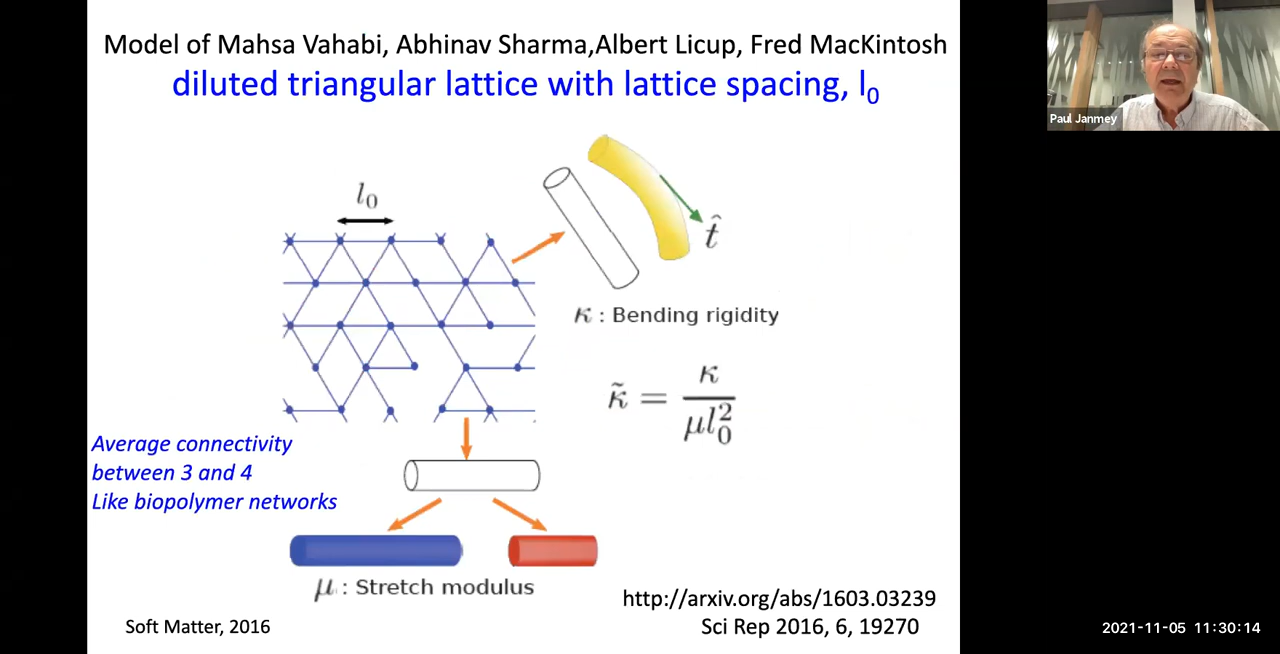 Model of Mahsa Vahabi, Abhinav Sharma,Albert Licup, Fred MacKintosh
diluted triangular lattice with lattice spacing, l₀
Paul Janmey
l₀
t̂
κ : Bending rigidity
κ̃ = κ / μl₀²
Average connectivity
between 3 and 4
Like biopolymer networks
μ : Stretch modulus
http://arxiv.org/abs/1603.03239
Soft Matter, 2016
Sci Rep 2016, 6, 19270
2021-11-05 11:30:14